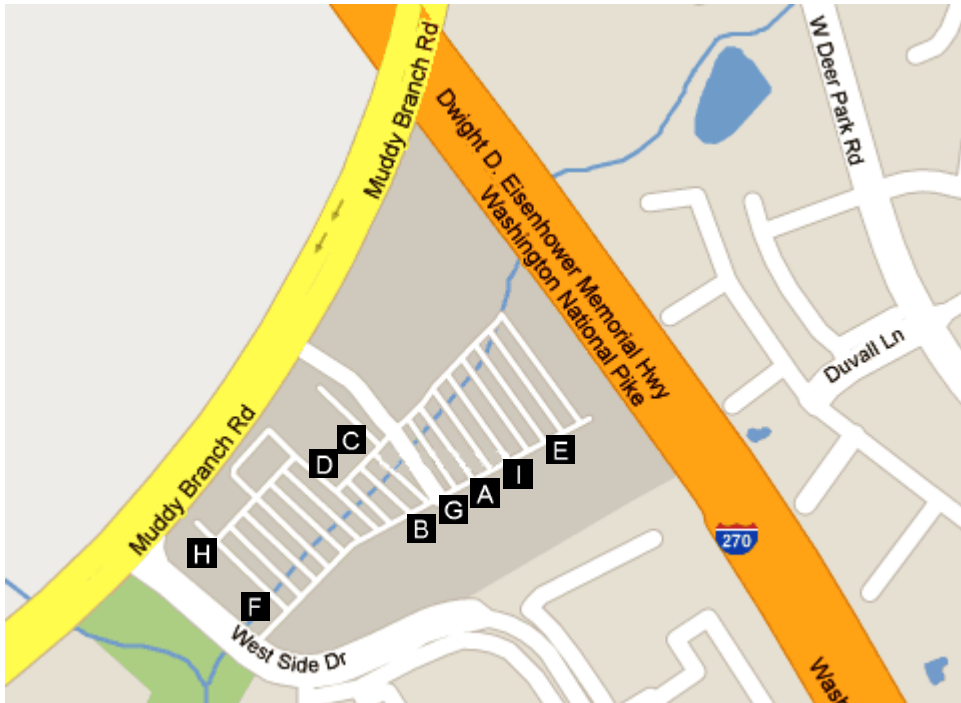 Muddy Branch Rd
W Deer Park Rd
Dwight D. Eisenhower Memorial Hwy
Washington National Pike
Duvall Ln
Muddy Branch Rd
C
D
E
I
A
G
B
H
F
270
West Side Dr
Wash